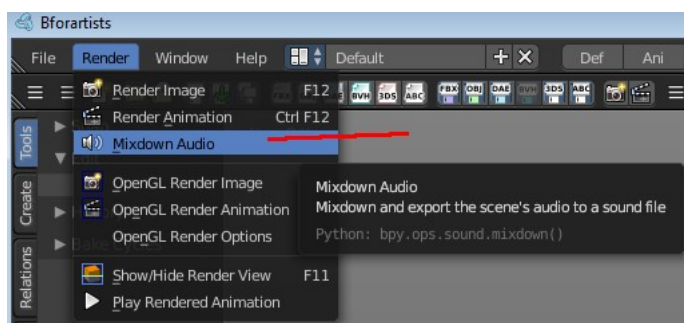 Bforartists
File Render Window Help Default Def Ani
BVH 3DS ABC FBX OBJ DAE BVH 3DS ABC
Render Image F12
Render Animation Ctrl F12
Mixdown Audio
OpenGL Render Image
OpenGL Render Animation
OpenGL Render Options
Show/Hide Render View F11
Play Rendered Animation
Mixdown Audio
Mixdown and export the scene's audio to a sound file
Python: bpy.ops.sound.mixdown()
Tools
Create
Relations